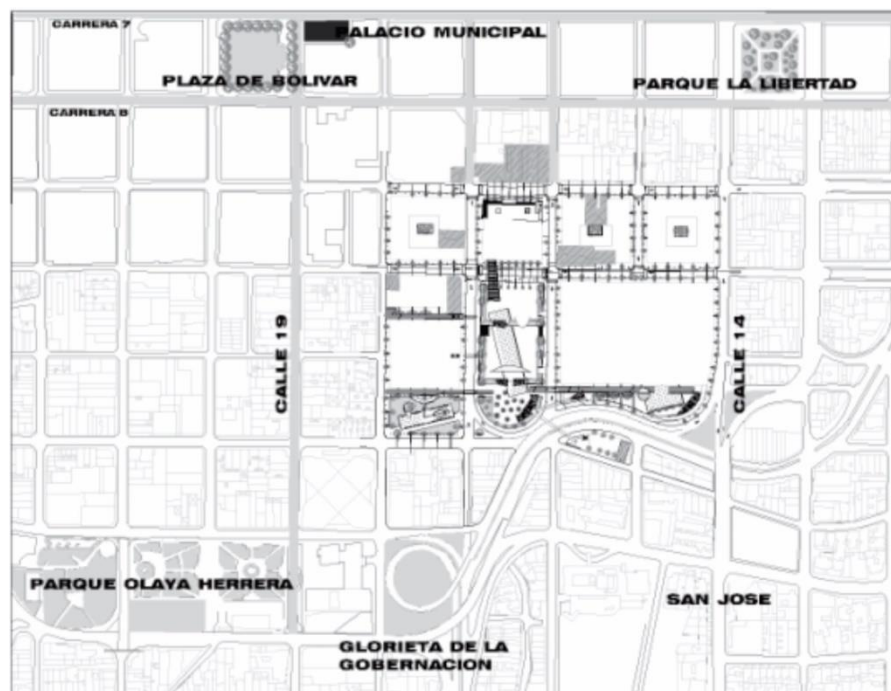 CARRERA 7
PALACIO MUNICIPAL
PLAZA DE BOLIVAR
PARQUE LA LIBERTAD
CARRERA 8
CALLE 19
CALLE 14
PARQUE OLAYA HERRERA
SAN JOSE
GLORIETA DE LA
GOBERNACION